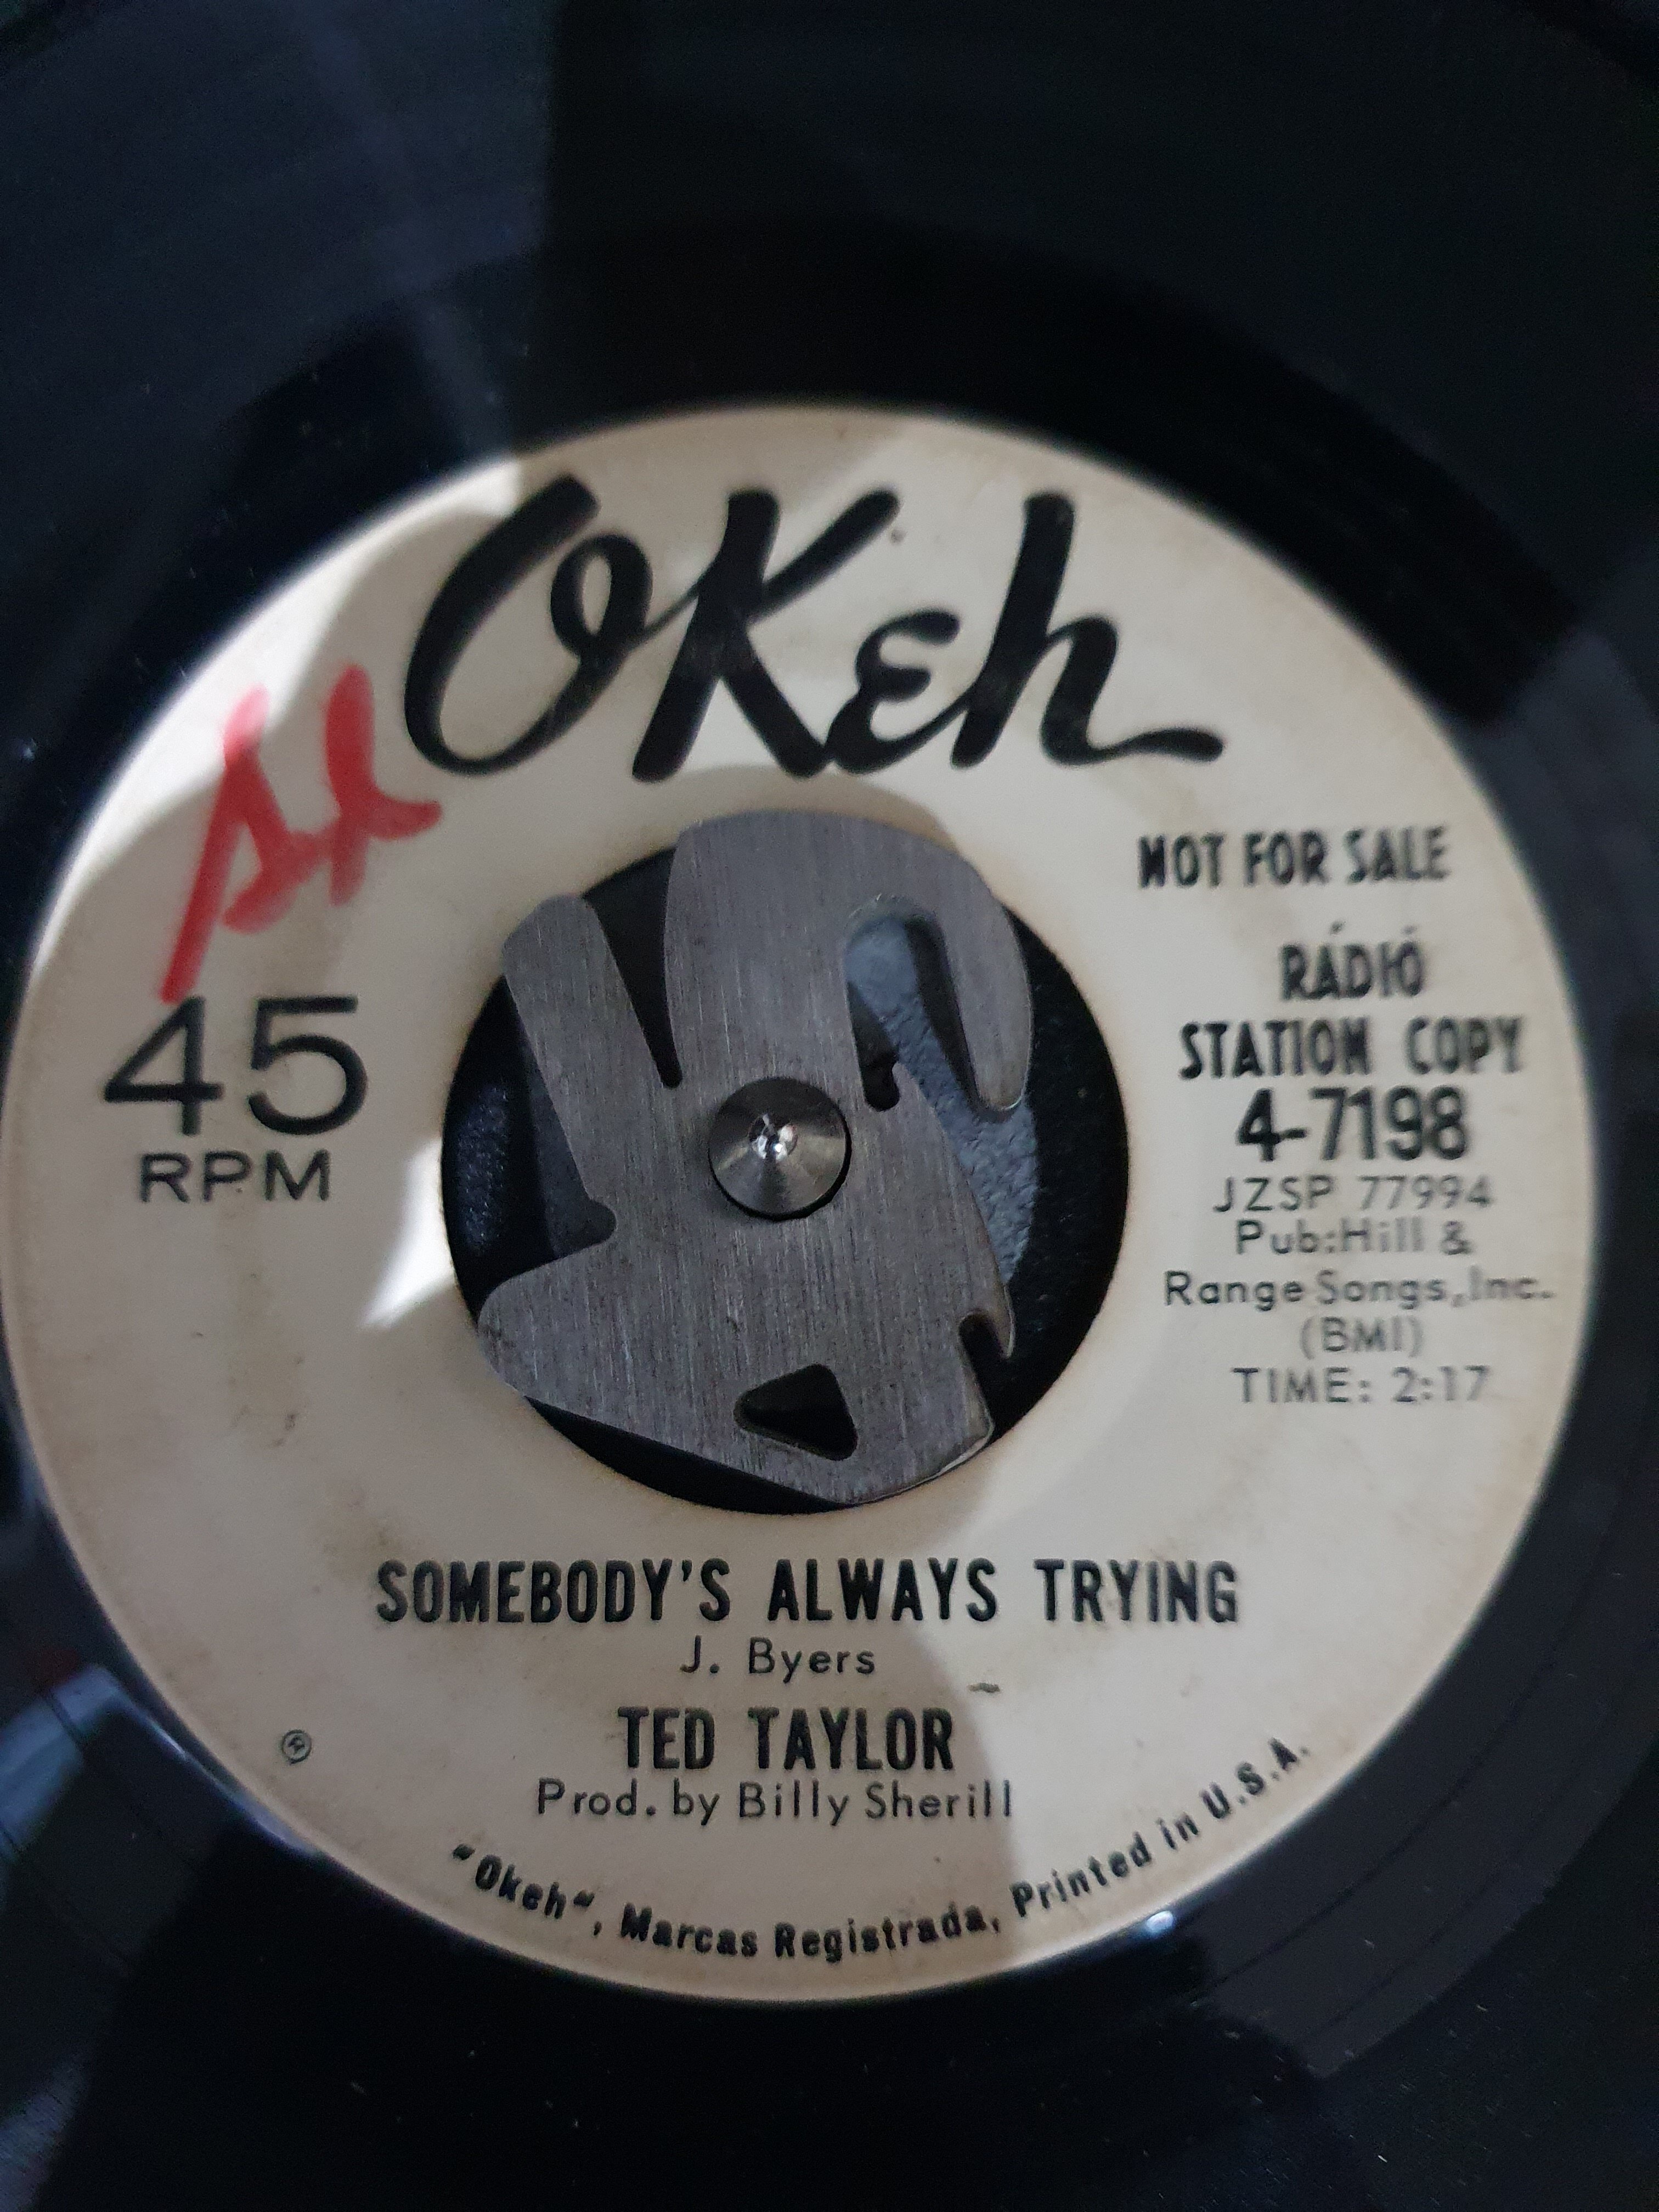 OKeh
NOT FOR SALE
RADIO
STATION COPY
4-7198
JZSP 77994
Pub:Hill &
Range Songs,Inc.
(BMI)
TIME: 2:17
45
RPM
SOMEBODY'S ALWAYS TRYING
J. Byers
TED TAYLOR
Prod. by Billy Sherill
"Okeh", Marcas Registrada, Printed in U.S.A.